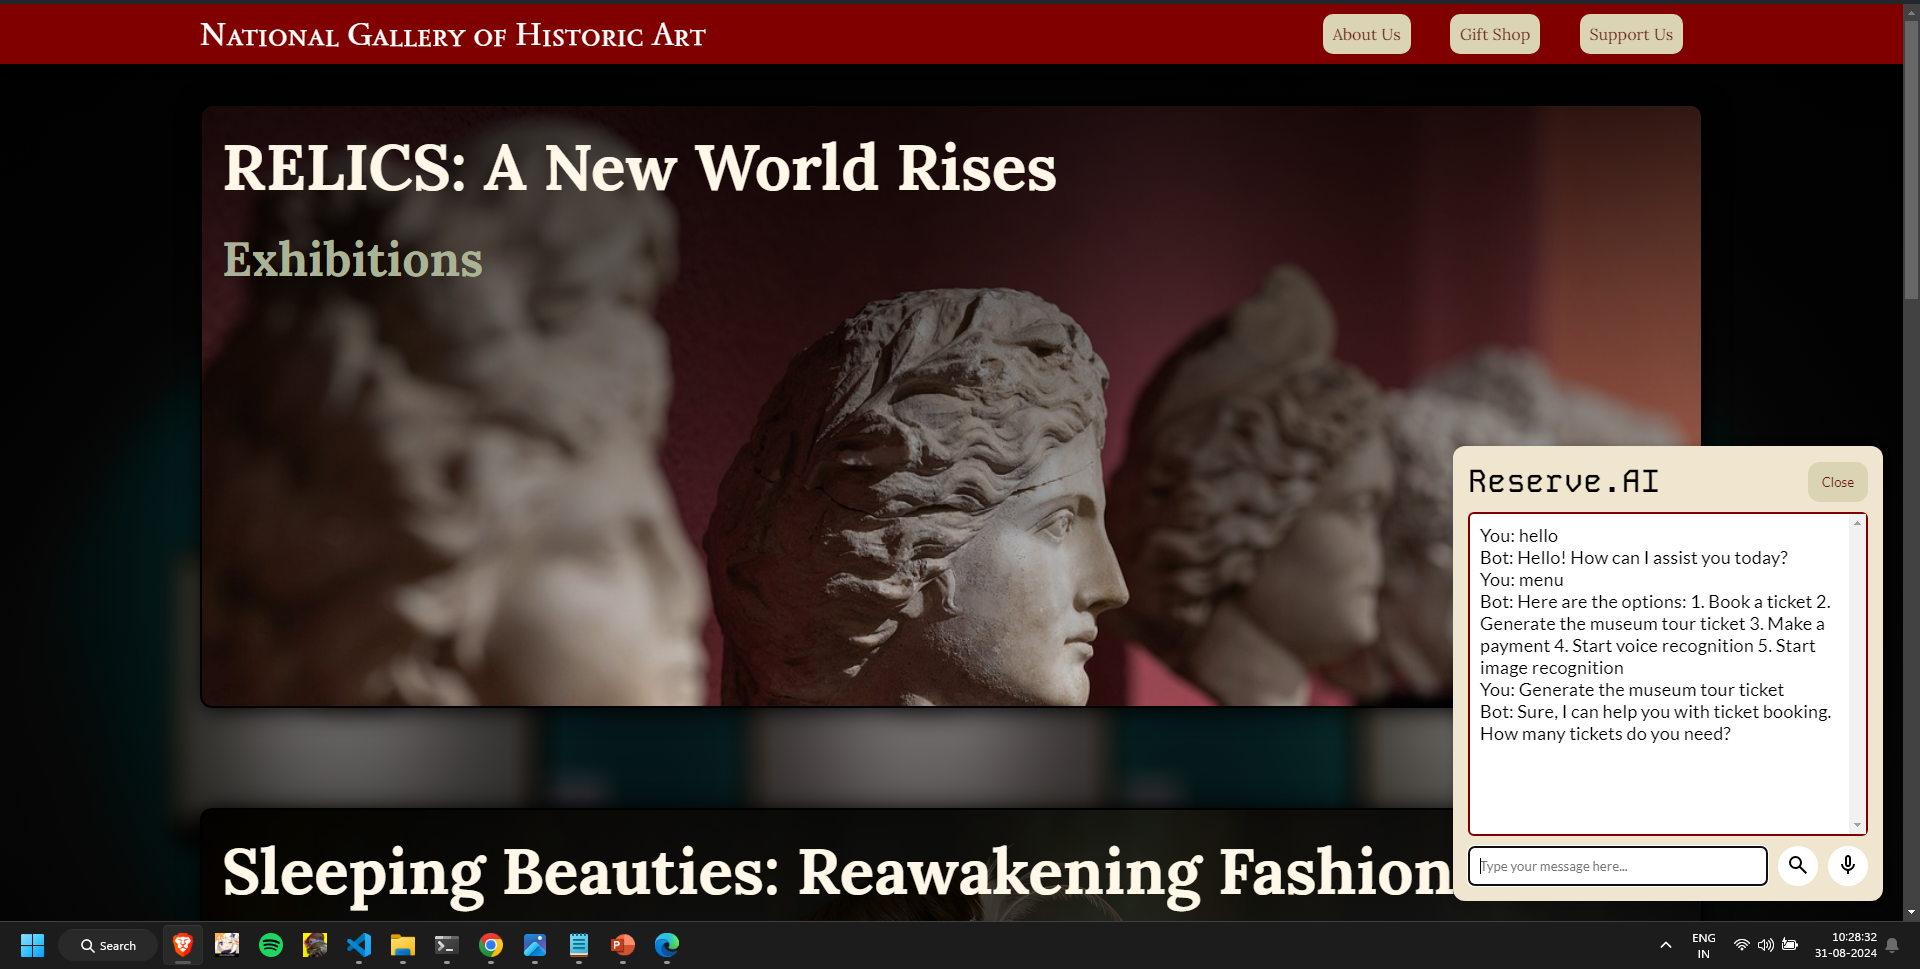 National Gallery of Historic Art
About Us
Gift Shop
Support Us
RELICS: A New World Rises
Exhibitions
Sleeping Beauties: Reawakening Fashion
Reserve.AI
Close
You: hello
Bot: Hello! How can I assist you today?
You: menu
Bot: Here are the options: 1. Book a ticket 2.
Generate the museum tour ticket 3. Make a
payment 4. Start voice recognition 5. Start
image recognition
You: Generate the museum tour ticket
Bot: Sure, I can help you with ticket booking.
How many tickets do you need?
Type your message here...
Search
ENG
IN
10:28:32
31-08-2024